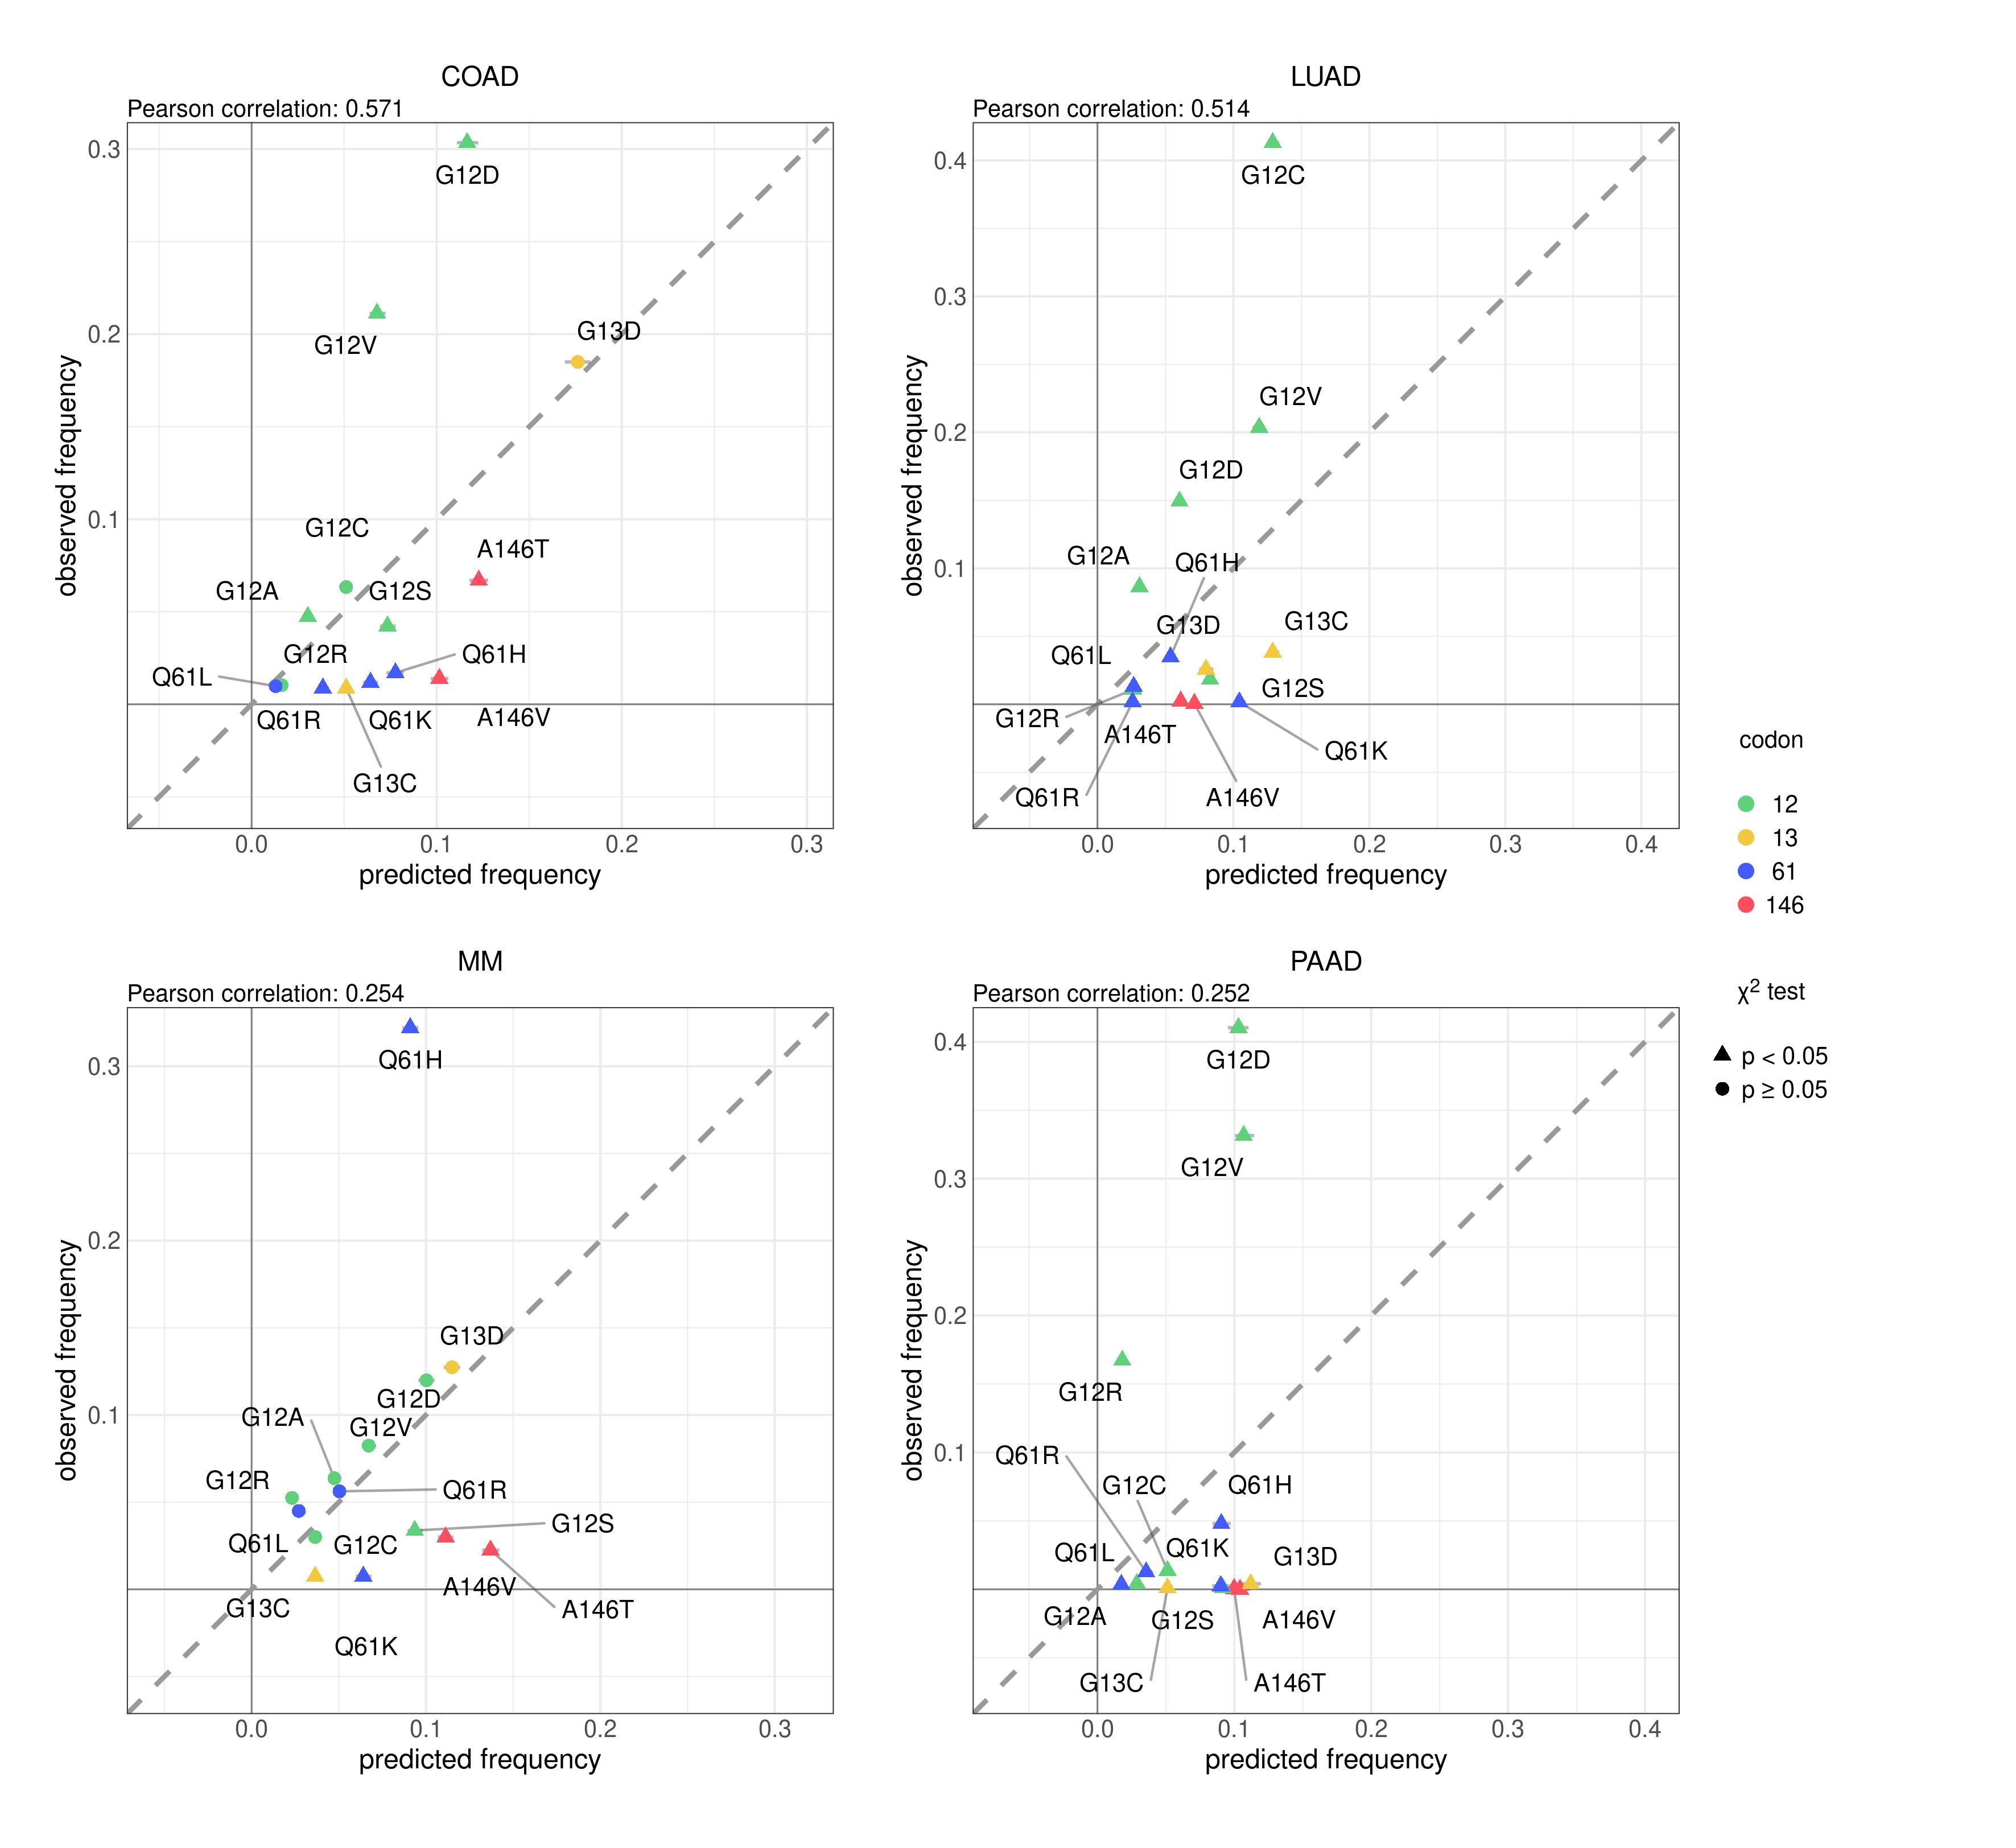 COAD
Pearson correlation: 0.571
observed frequency
0.3
0.2
0.1
G12D
G12V
G13D
G12C
A146T
G12A
G12S
G12R
Q61H
Q61L
Q61R
Q61K
A146V
G13C
0.0
0.1
0.2
0.3
predicted frequency
LUAD
Pearson correlation: 0.514
observed frequency
0.4
0.3
0.2
0.1
G12C
G12V
G12D
G12A
Q61H
G13D
G13C
Q61L
G12S
G12R
A146T
Q61K
Q61R
A146V
0.0
0.1
0.2
0.3
0.4
predicted frequency
codon
12
13
61
146
χ2 test
p < 0.05
p ≥ 0.05
MM
Pearson correlation: 0.254
observed frequency
0.3
0.2
0.1
Q61H
G13D
G12D
G12A
G12V
G12R
Q61R
G12S
Q61L
G12C
A146V
G13C
A146T
Q61K
0.0
0.1
0.2
0.3
predicted frequency
PAAD
Pearson correlation: 0.252
observed frequency
0.4
0.3
0.2
0.1
G12D
G12V
G12R
Q61R
G12C
Q61H
Q61L
Q61K
G13D
G12A
G12S
A146V
G13C
A146T
0.0
0.1
0.2
0.3
0.4
predicted frequency